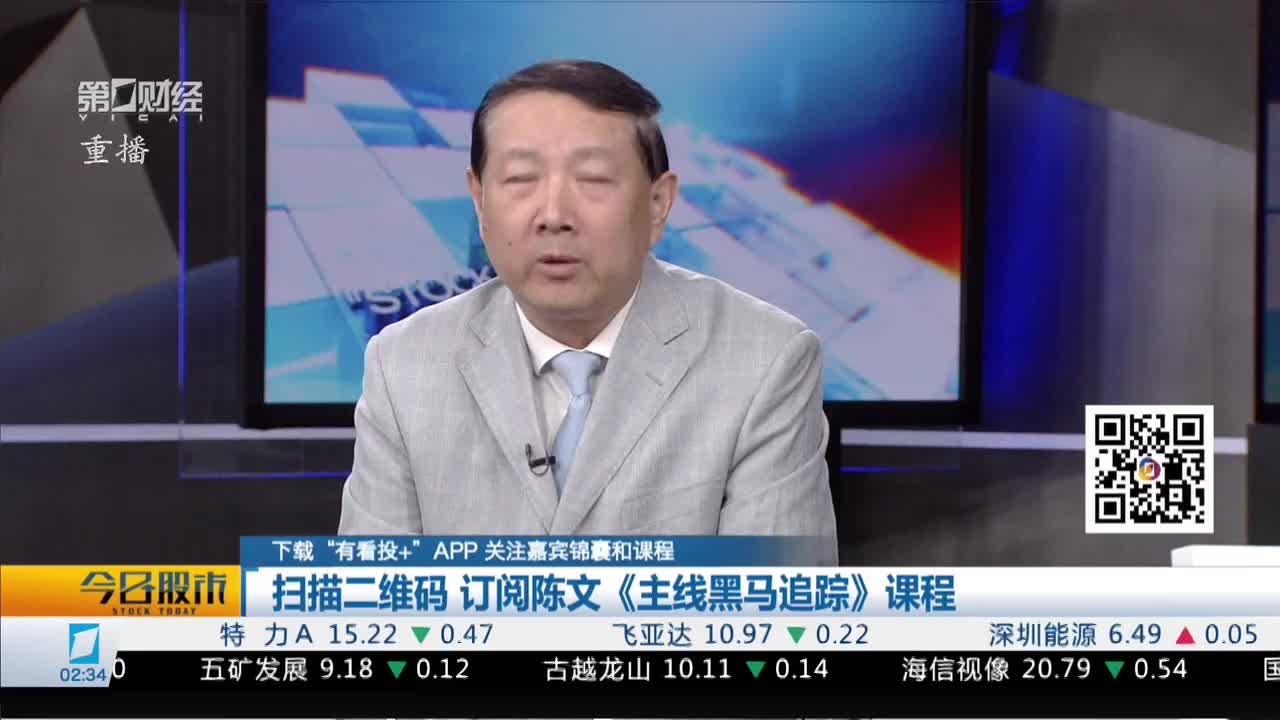 第一财经
YICAI
重播
STOCK
下载“有看投+”APP 关注嘉宾锦囊和课程
今日股市
STOCK TODAY
扫描二维码 订阅陈文《主线黑马追踪》课程
特 力A 15.22 ▼ 0.47 飞亚达 10.97 ▼ 0.22 深圳能源 6.49 ▲ 0.05
02:34
0 五矿发展 9.18 ▼ 0.12 古越龙山 10.11 ▼ 0.14 海信视像 20.79 ▼ 0.54